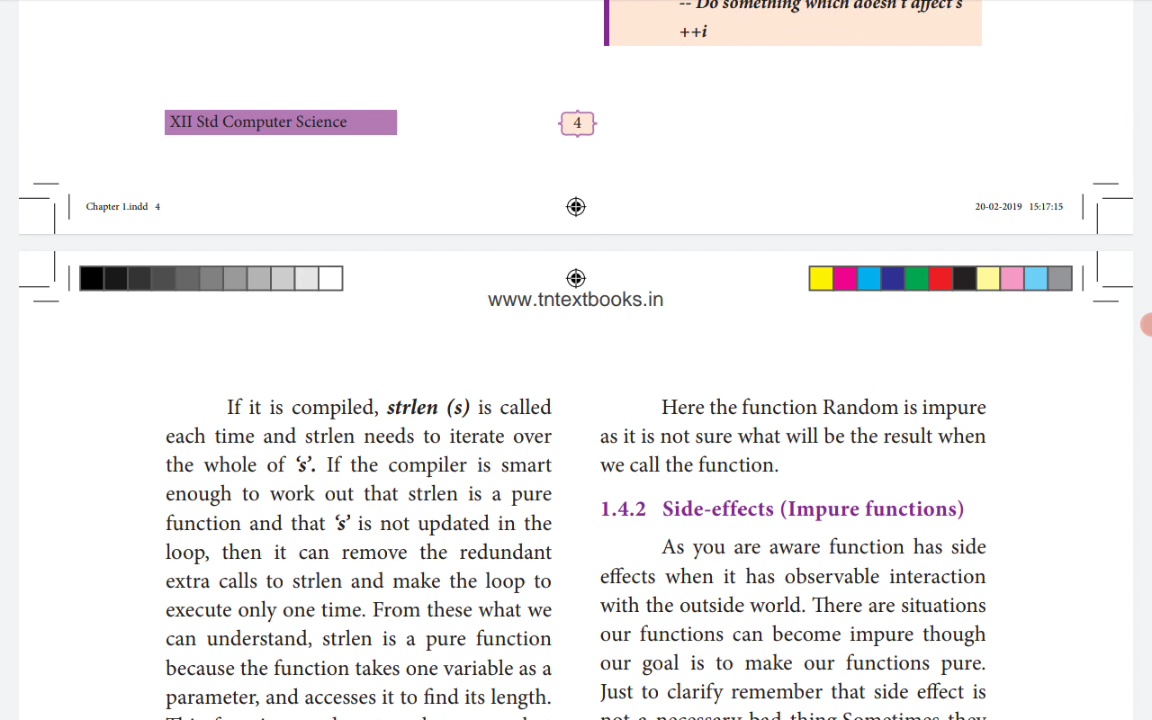 -- Do something which doesn't affect s
++i
XII Std Computer Science
4
Chapter 1.indd 4
20-02-2019 15:17:15
www.tntextbooks.in
If it is compiled, strlen (s) is called
each time and strlen needs to iterate over
the whole of ‘s’. If the compiler is smart
enough to work out that strlen is a pure
function and that ‘s’ is not updated in the
loop, then it can remove the redundant
extra calls to strlen and make the loop to
execute only one time. From these what we
can understand, strlen is a pure function
because the function takes one variable as a
parameter, and accesses it to find its length.
Here the function Random is impure
as it is not sure what will be the result when
we call the function.
1.4.2 Side-effects (Impure functions)
As you are aware function has side
effects when it has observable interaction
with the outside world. There are situations
our functions can become impure though
our goal is to make our functions pure.
Just to clarify remember that side effect is
not a necessary bad thing.Sometimes they